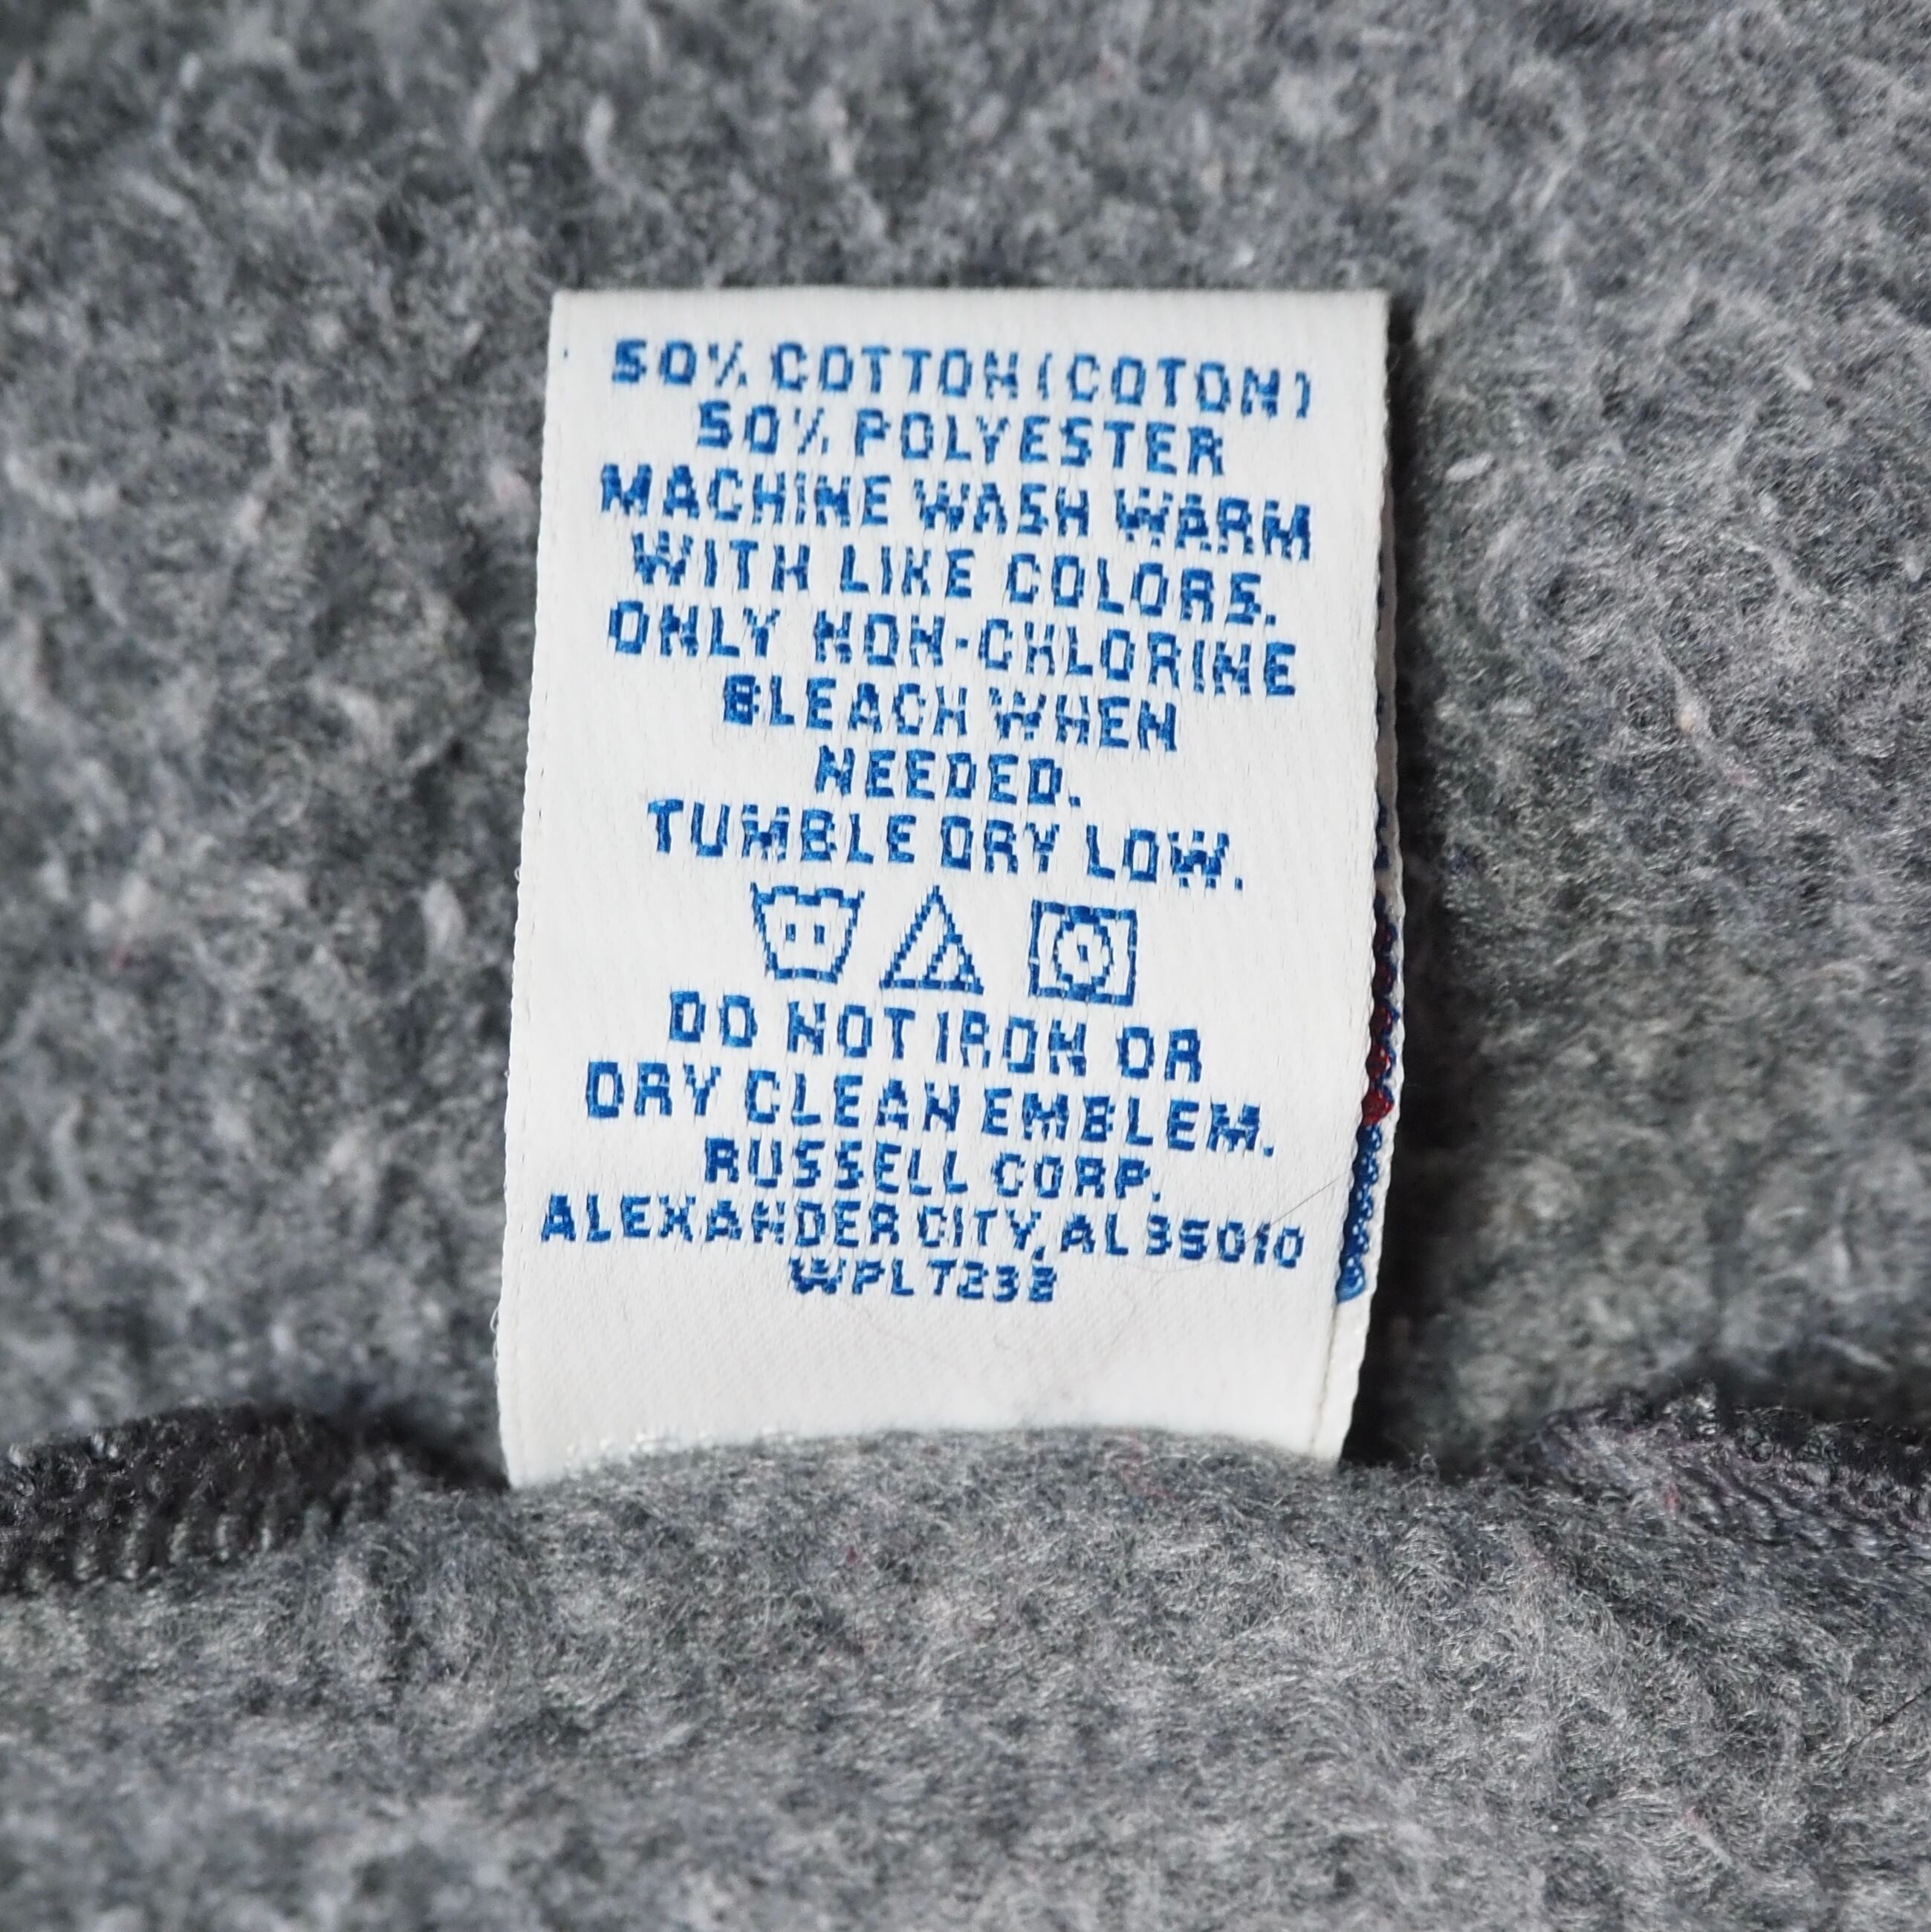 50% COTTON (COTON)
50% POLYESTER
MACHINE WASH WARM
WITH LIKE COLORS.
ONLY NON-CHLORINE
BLEACH WHEN
NEEDED.
TUMBLE DRY LOW.
DO NOT IRON OR
DRY CLEAN EMBLEM.
RUSSELL CORP.
ALEXANDER CITY, AL 35010
WPL 7232